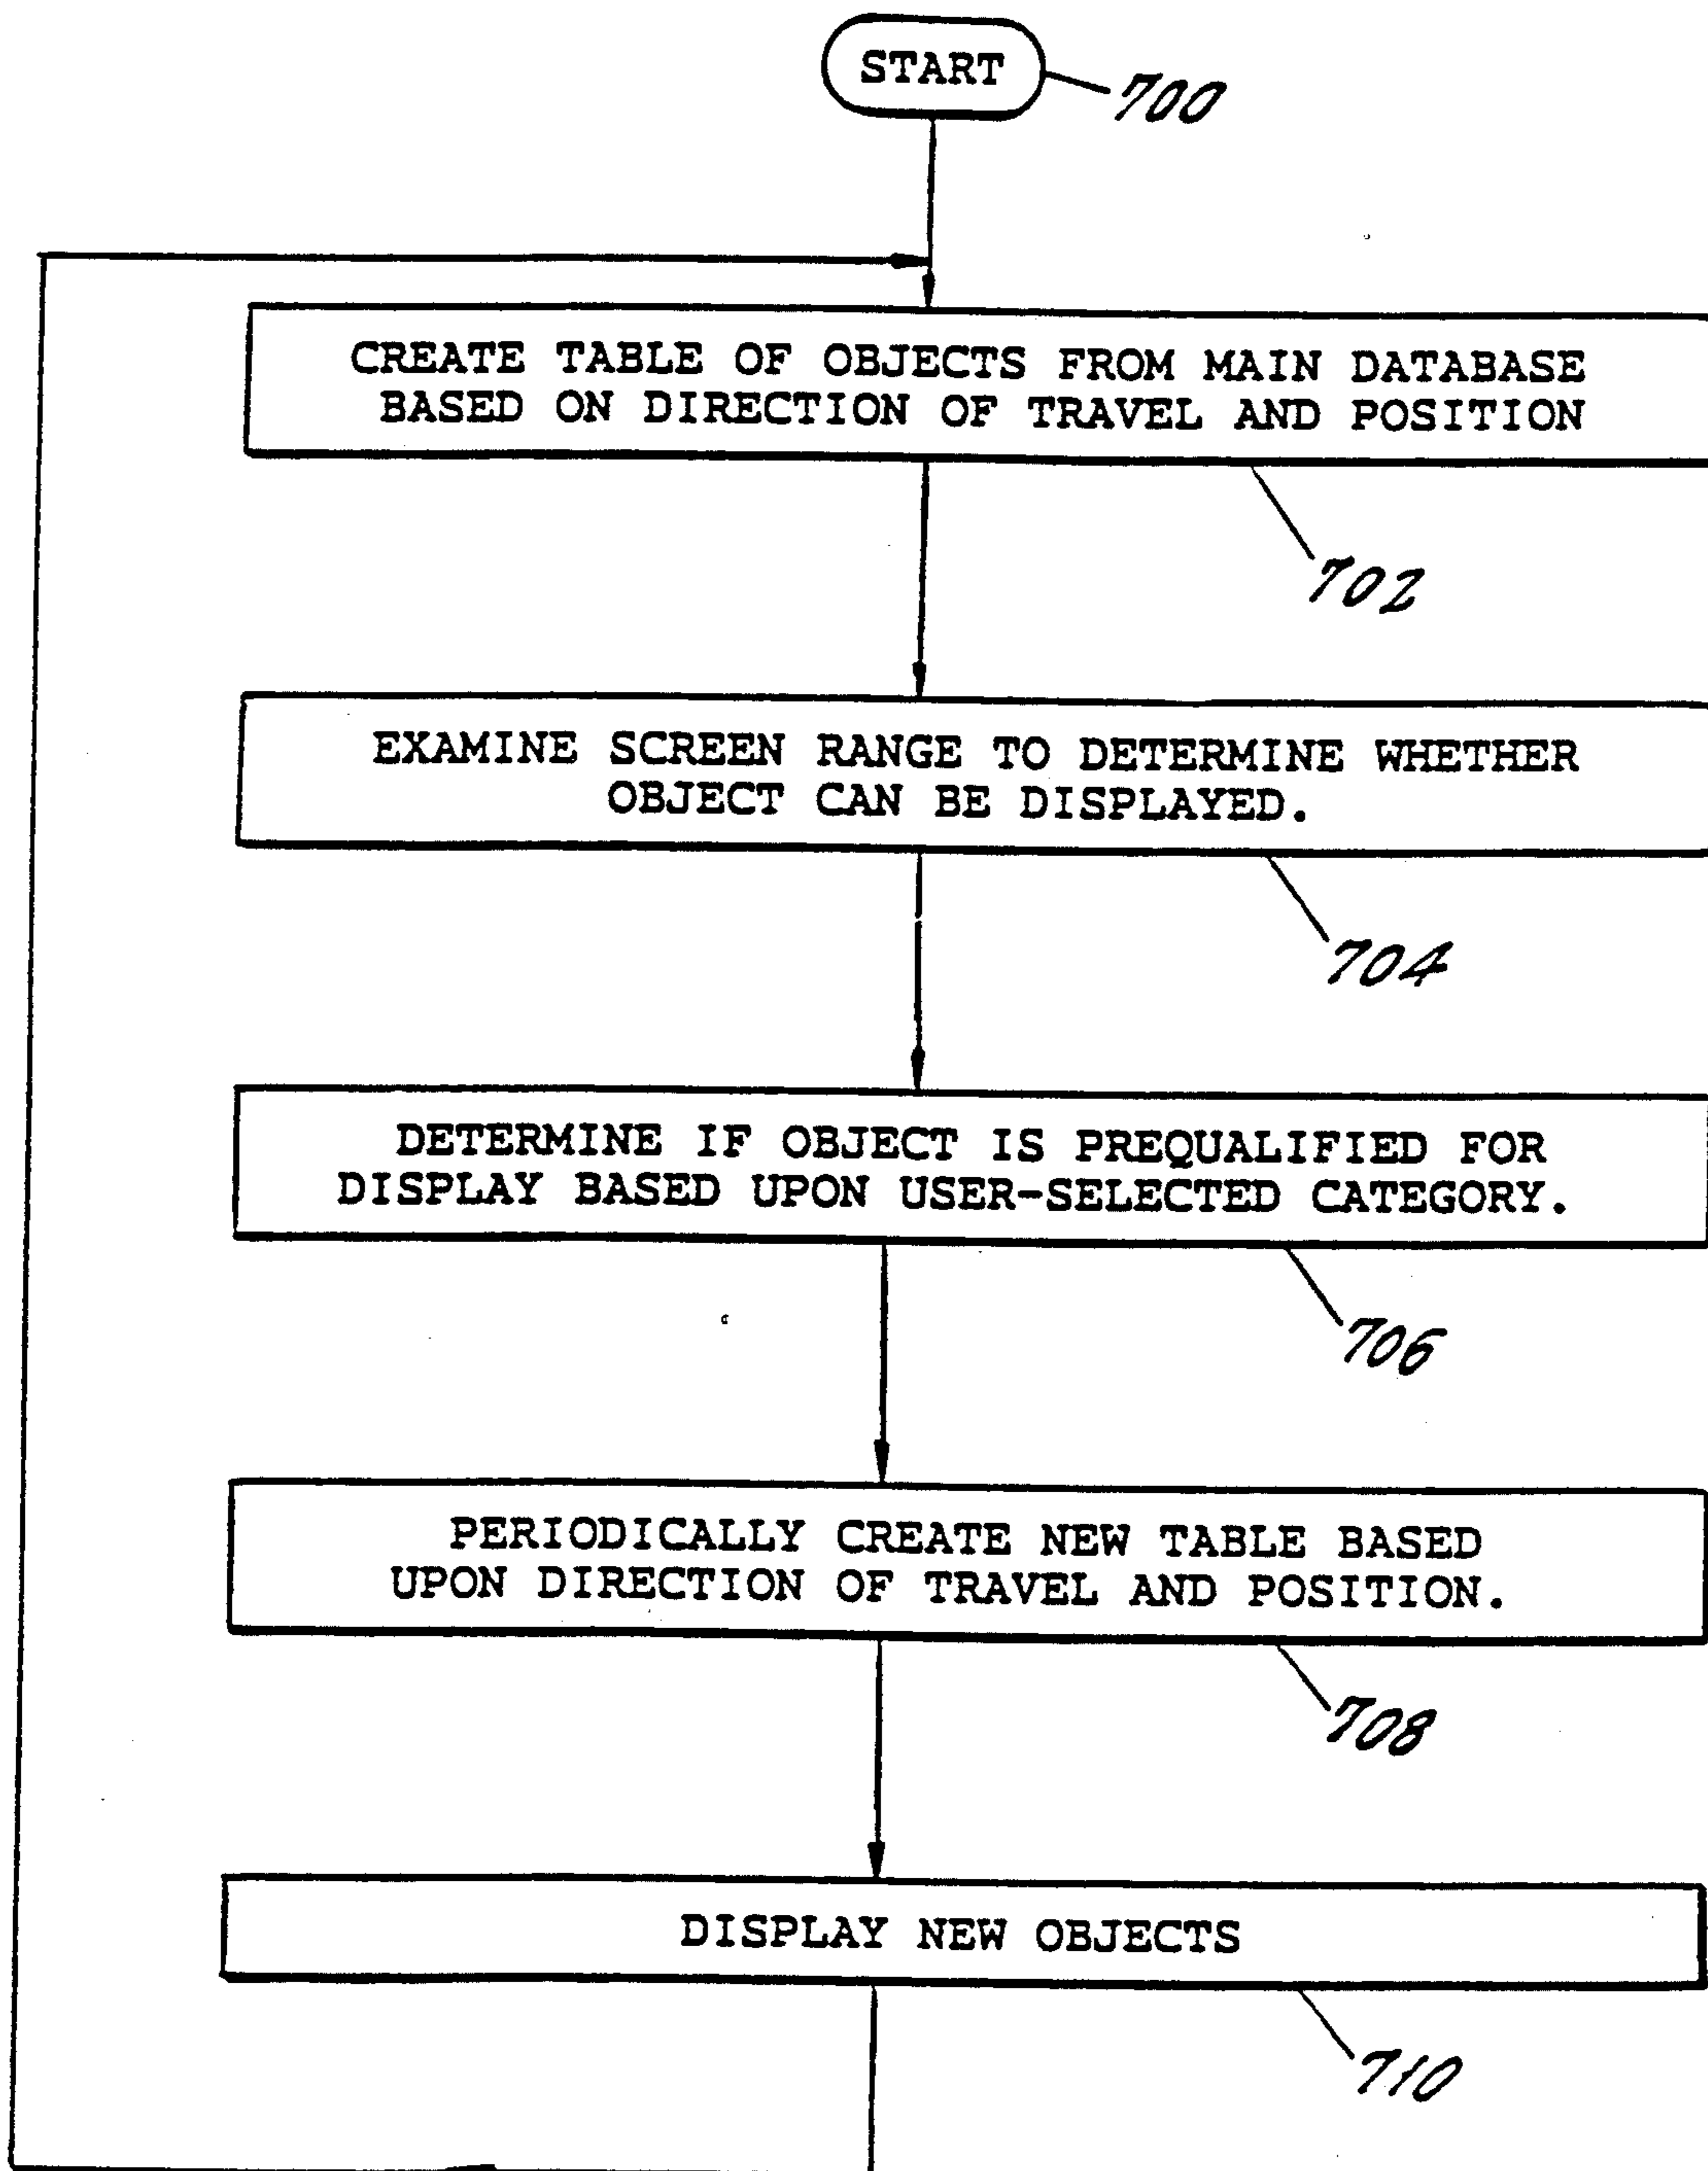 START
700
CREATE TABLE OF OBJECTS FROM MAIN DATABASE
BASED ON DIRECTION OF TRAVEL AND POSITION
702
EXAMINE SCREEN RANGE TO DETERMINE WHETHER
OBJECT CAN BE DISPLAYED.
704
DETERMINE IF OBJECT IS PREQUALIFIED FOR
DISPLAY BASED UPON USER-SELECTED CATEGORY.
706
PERIODICALLY CREATE NEW TABLE BASED
UPON DIRECTION OF TRAVEL AND POSITION.
708
DISPLAY NEW OBJECTS
710